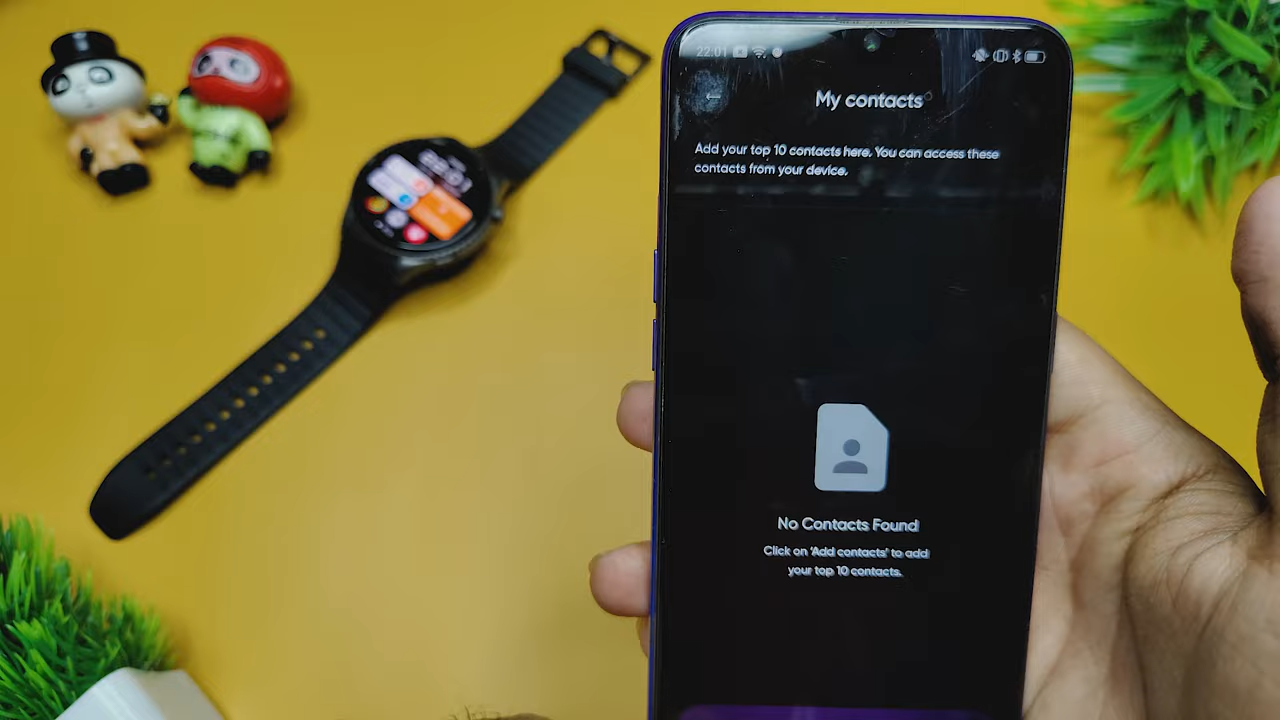 22:01
My contacts
Add your top 10 contacts here. You can access these
contacts from your device.
No Contacts Found
Click on 'Add contacts' to add
your top 10 contacts.